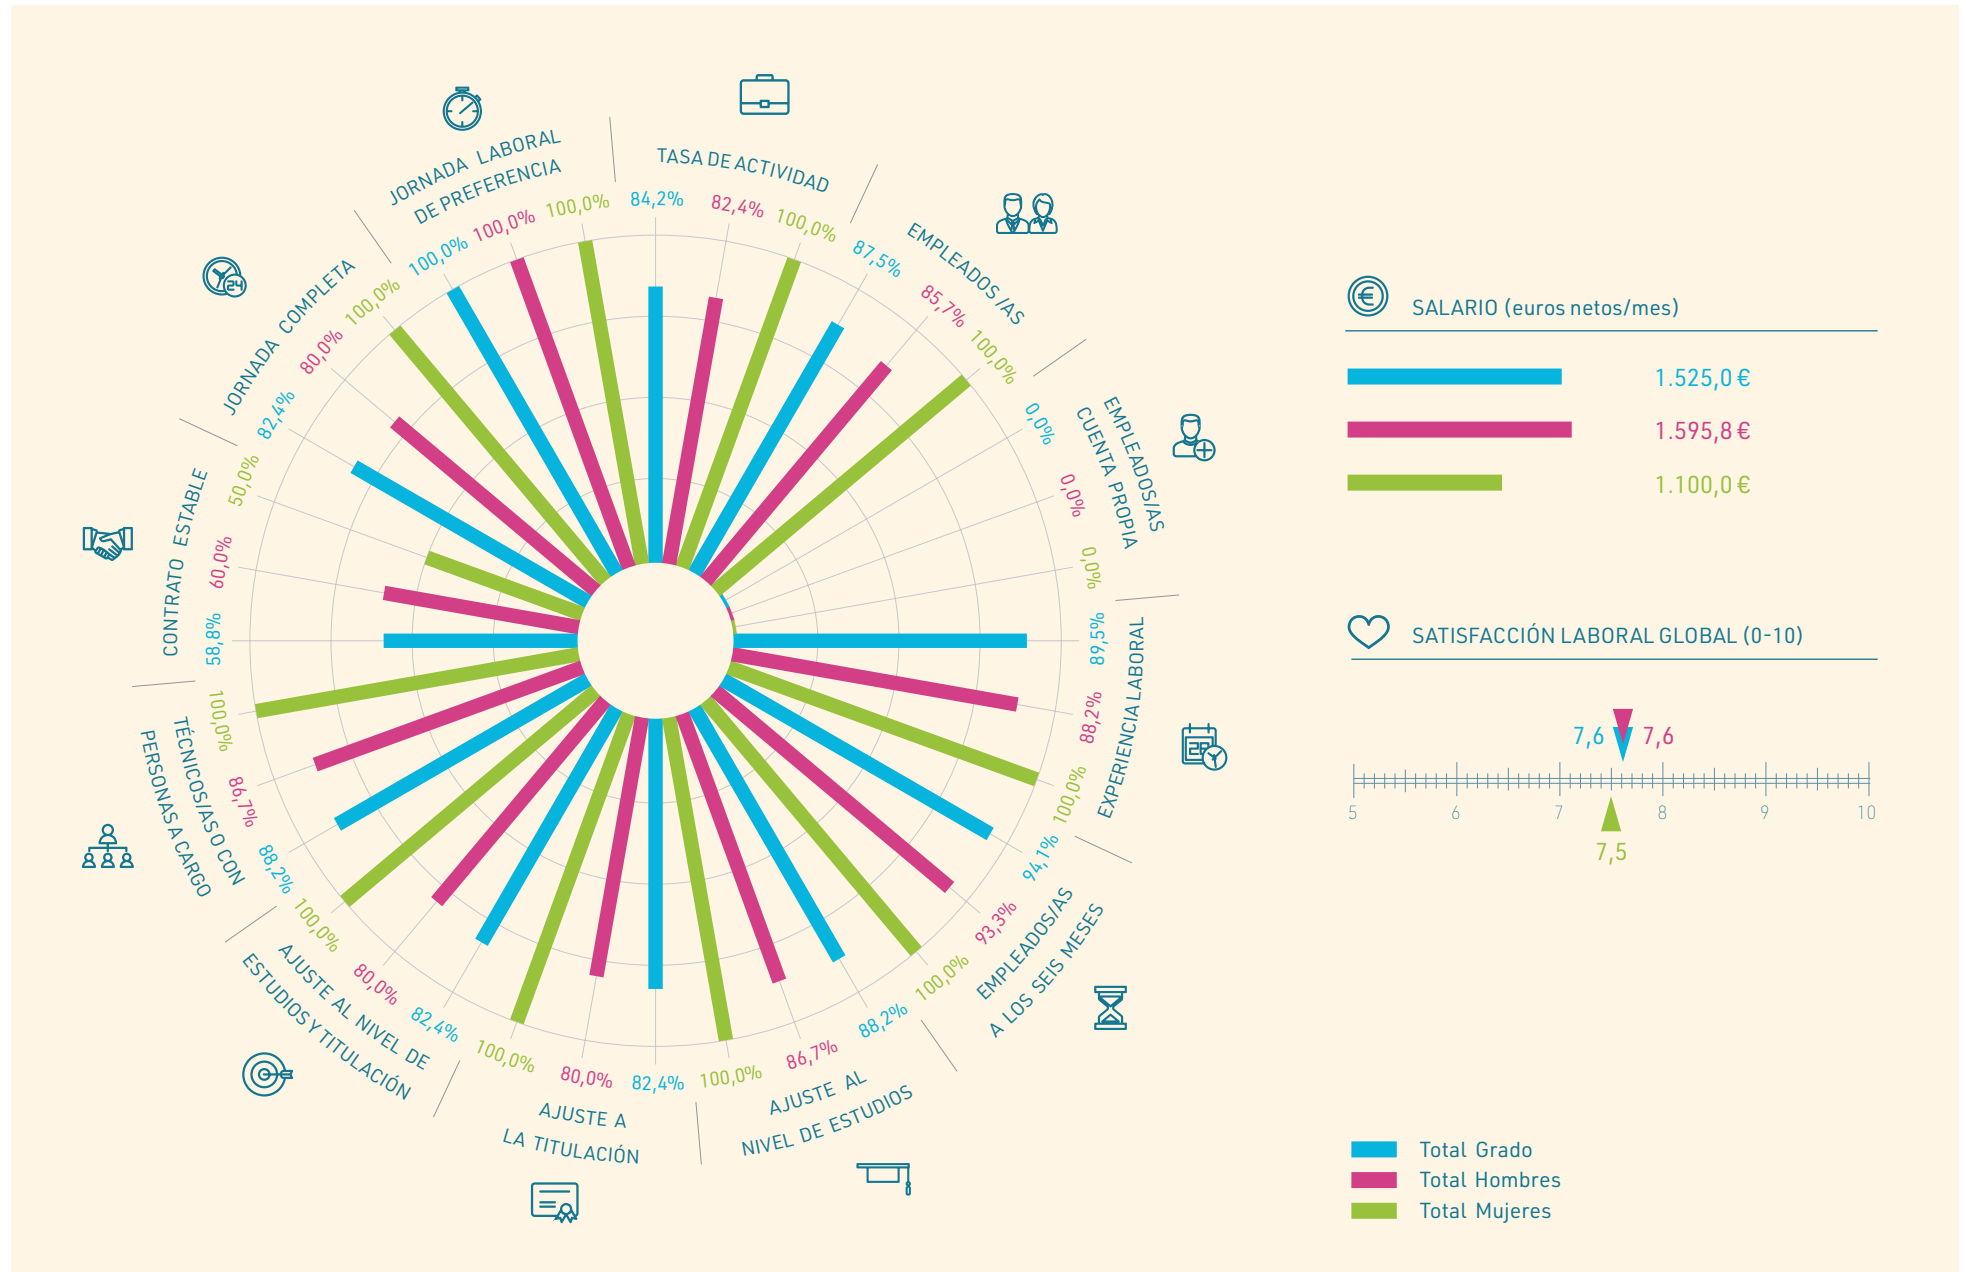 TASA DE ACTIVIDAD
84,2%
82,4%
100,0%
EMPLEADOS/AS
87,5%
85,7%
100,0%
EMPLEADOS/AS
CUENTA PROPIA
0,0%
0,0%
0,0%
EXPERIENCIA LABORAL
89,5%
88,2%
100,0%
EMPLEADOS/AS
A LOS SEIS MESES
94,1%
93,3%
100,0%
AJUSTE AL
NIVEL DE ESTUDIOS
88,2%
86,7%
100,0%
AJUSTE A
LA TITULACIÓN
82,4%
80,0%
100,0%
AJUSTE AL NIVEL DE
ESTUDIOS Y TITULACIÓN
82,4%
80,0%
100,0%
TÉCNICOS/AS O CON
PERSONAS A CARGO
88,2%
86,7%
100,0%
CONTRATO ESTABLE
58,8%
60,0%
50,0%
JORNADA COMPLETA
82,4%
80,0%
100,0%
24
JORNADA LABORAL
DE PREFERENCIA
100,0%
100,0%
100,0%
SALARIO (euros netos/mes)
1.525,0 €
1.595,8 €
1.100,0 €
SATISFACCIÓN LABORAL GLOBAL (0-10)
7,6 7,6
5 6 7 8 9 10
7,5
Total Grado
Total Hombres
Total Mujeres